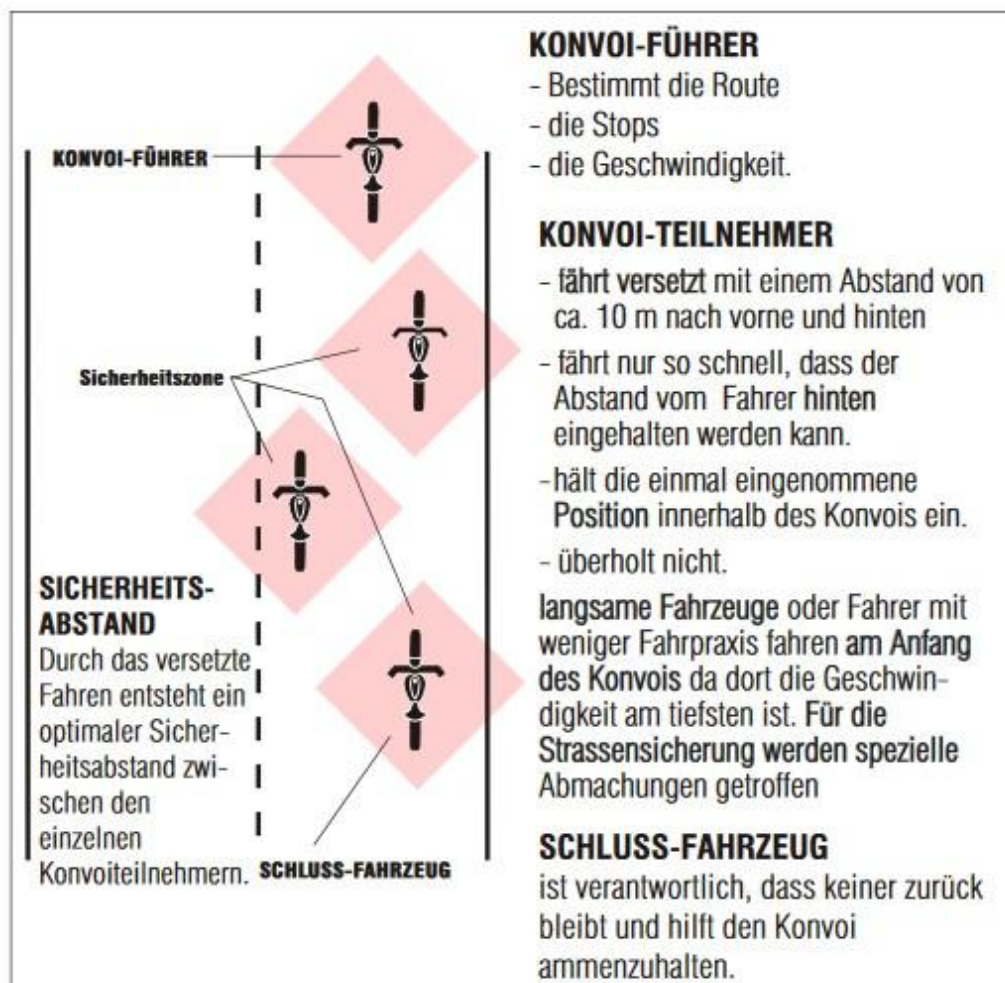 KONVOI-FÜHRER
- Bestimmt die Route
- die Stops
- die Geschwindigkeit.
KONVOI-FÜHRER
KONVOI-TEILNEHMER
- fährt versetzt mit einem Abstand von
ca. 10 m nach vorne und hinten
- fährt nur so schnell, dass der
Abstand vom Fahrer hinten
eingehalten werden kann.
- hält die einmal eingenommene
Position innerhalb des Konvois ein.
- überholt nicht.
langsame Fahrzeuge oder Fahrer mit
weniger Fahrpraxis fahren am Anfang
des Konvois da dort die Geschwin-
digkeit am tiefsten ist. Für die
Strassensicherung werden spezielle
Abmachungen getroffen
Sicherheitszone
SICHERHEITS-
ABSTAND
Durch das versetzte
Fahren entsteht ein
optimaler Sicher-
heitsabstand zwi-
schen den
einzelnen
Konvoiteilnehmern.
SCHLUSS-FAHRZEUG
SCHLUSS-FAHRZEUG
ist verantwortlich, dass keiner zurück
bleibt und hilft den Konvoi
ammenzuhalten.